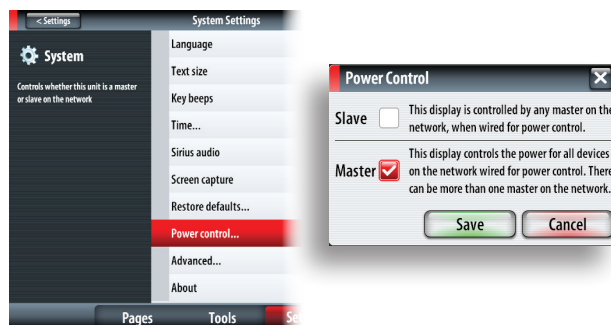 < Settings
System Settings
System
Controls whether this unit is a master
or slave on the network
Language
Text size
Key beeps
Time...
Sirius audio
Screen capture
Restore defaults...
Power control...
Advanced...
About
Pages
Tools
Se
Power Control
X
Slave
This display is controlled by any master on the
network, when wired for power control.
Master
This display controls the power for all devices
on the network wired for power control. There
can be more than one master on the network.
Save
Cancel